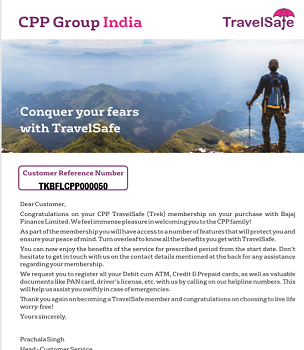 CPP Group India
TravelSafe
Conquer your fears
with TravelSafe
Customer Reference Number
TKBFLCPP000050
Dear Customer,
Congratulations on your CPP TravelSafe (Trek) membership on your purchase with Bajaj
Finance Limited. We feel immense pleasure in welcoming you to the CPP family!
As part of the membership you will have access to a number of features that will protect you and
ensure your peace of mind. Turn overleaf to know all the benefits you get with TravelSafe.
You can now enjoy the benefits of the service for prescribed period from the start date. Don't
hesitate to get in touch with us on the contact details mentioned at the back for any assistance
regarding your membership.
We request you to register all your Debit cum ATM, Credit & Prepaid cards, as well as valuable
documents like PAN card, driver's license, etc. with us by calling on our helpline numbers. This
will help us assist you swiftly in case of emergencies.
Thank you again on becoming a TravelSafe member and congratulations on choosing to live life
worry-free!
Yours sincerely,
Prachala Singh
Head- Customer Service